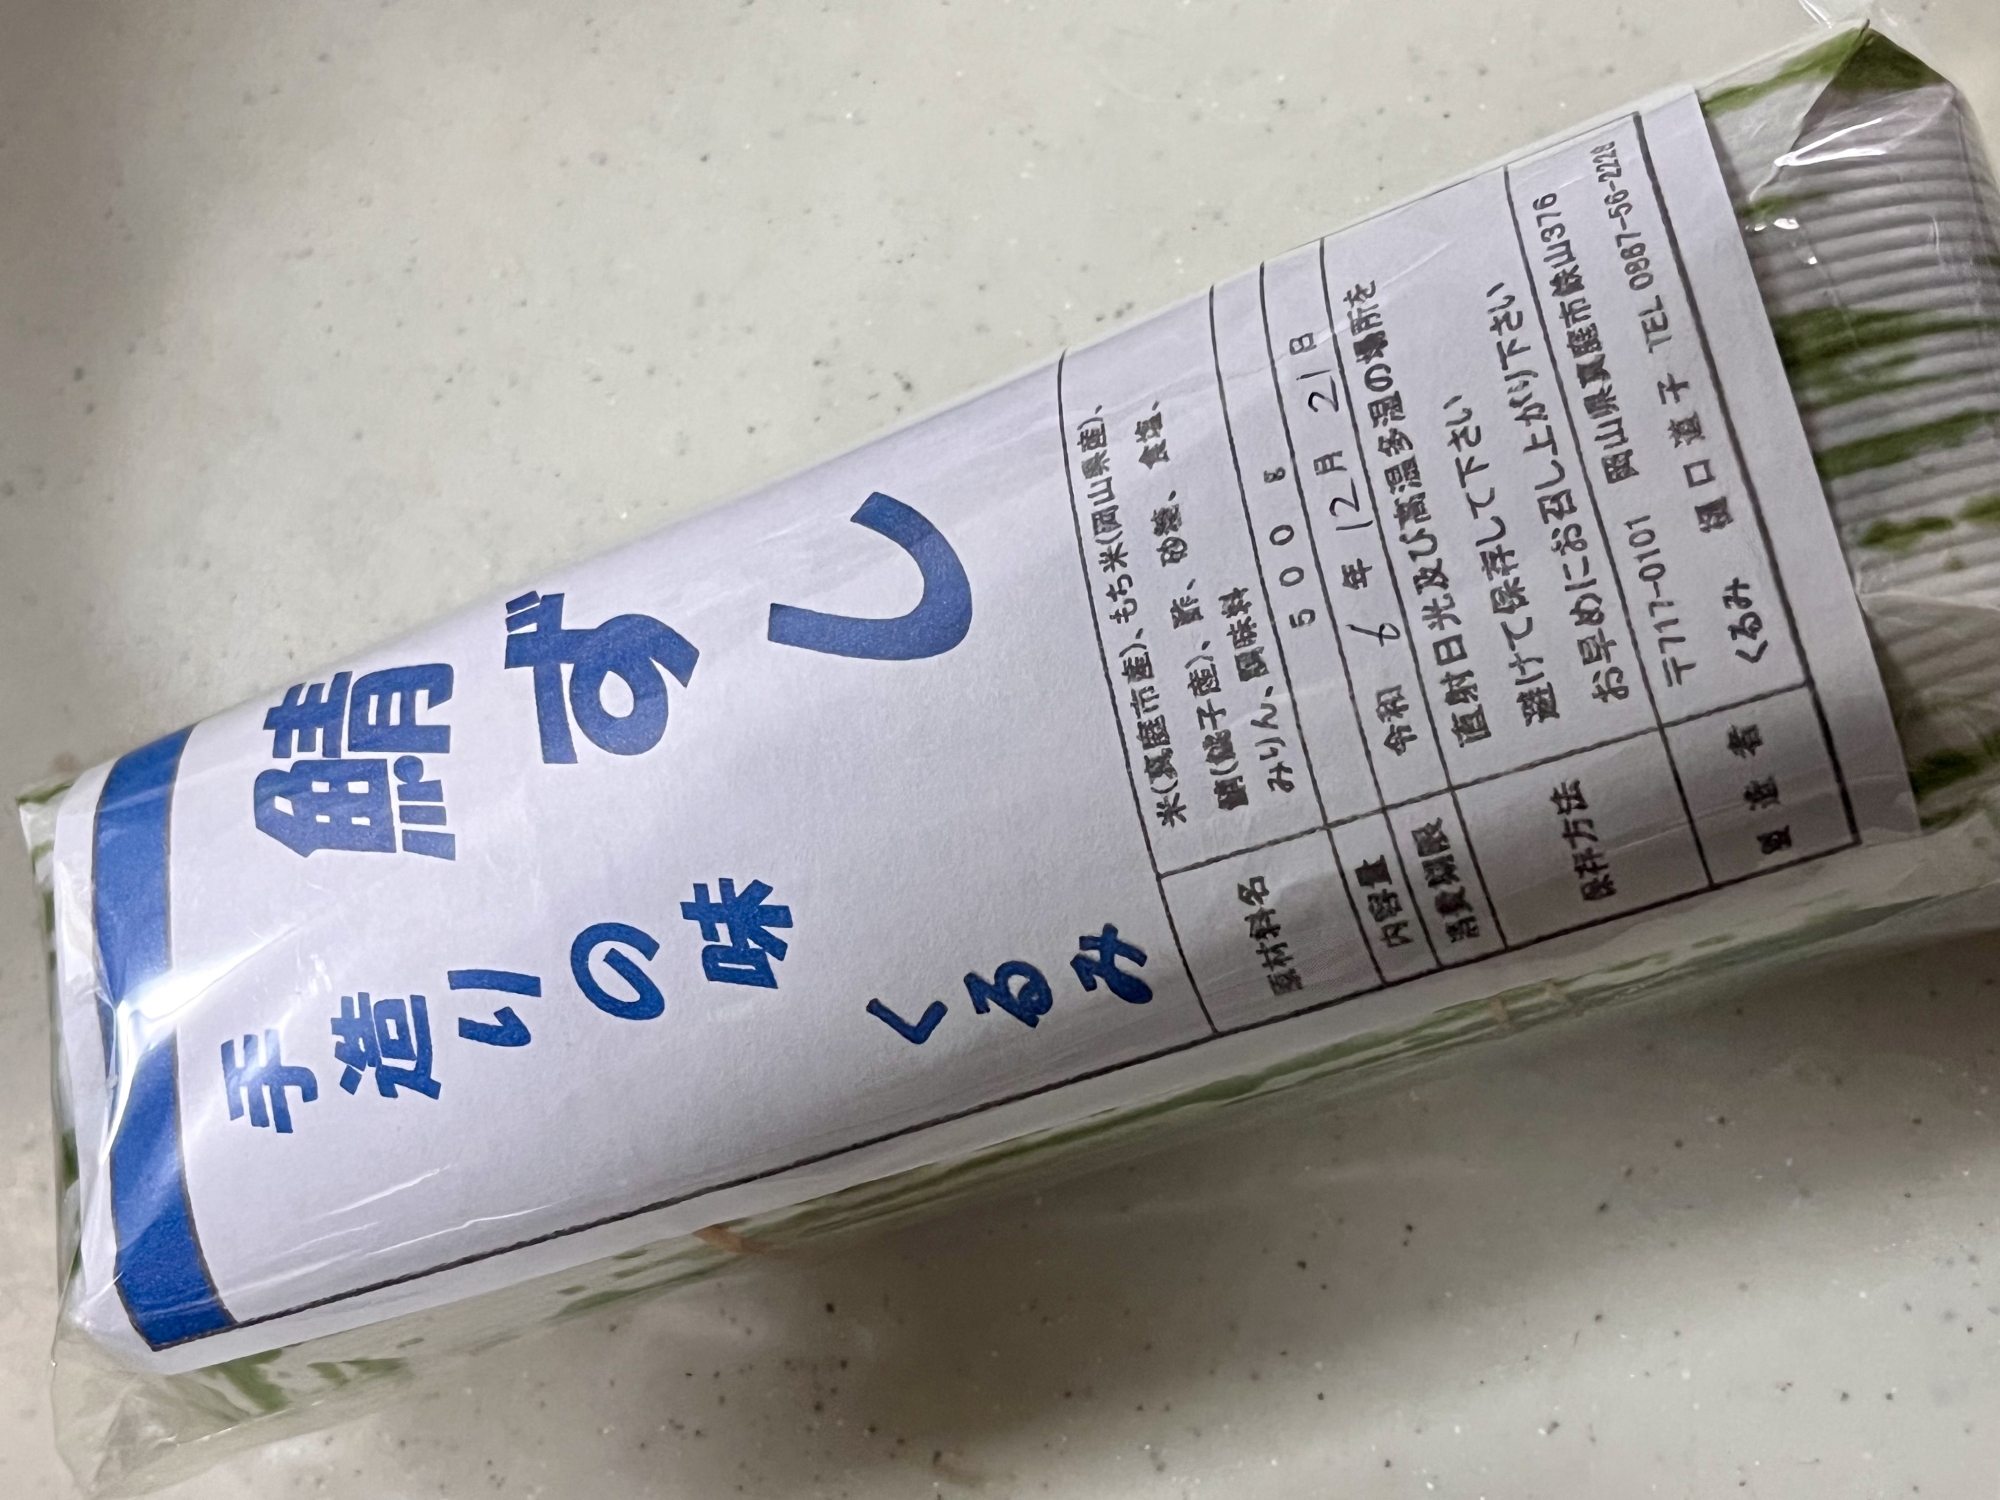 鯖ずし
手造りの味
くるみ
原材料名
米(真庭市産)、もち米(岡山県産)、
鯖(銚子産)、酢、砂糖、食塩、
みりん、調味料
内容量
500g
消費期限
令和 6 年 12 月 21 日
保存方法
直射日光及び高温多湿の場所を
避けて保存して下さい
お早めにお召し上がり下さい
製造者
〒717-0101 岡山県真庭市鉄山376
くるみ 樋口道子 TEL 0867-56-2228